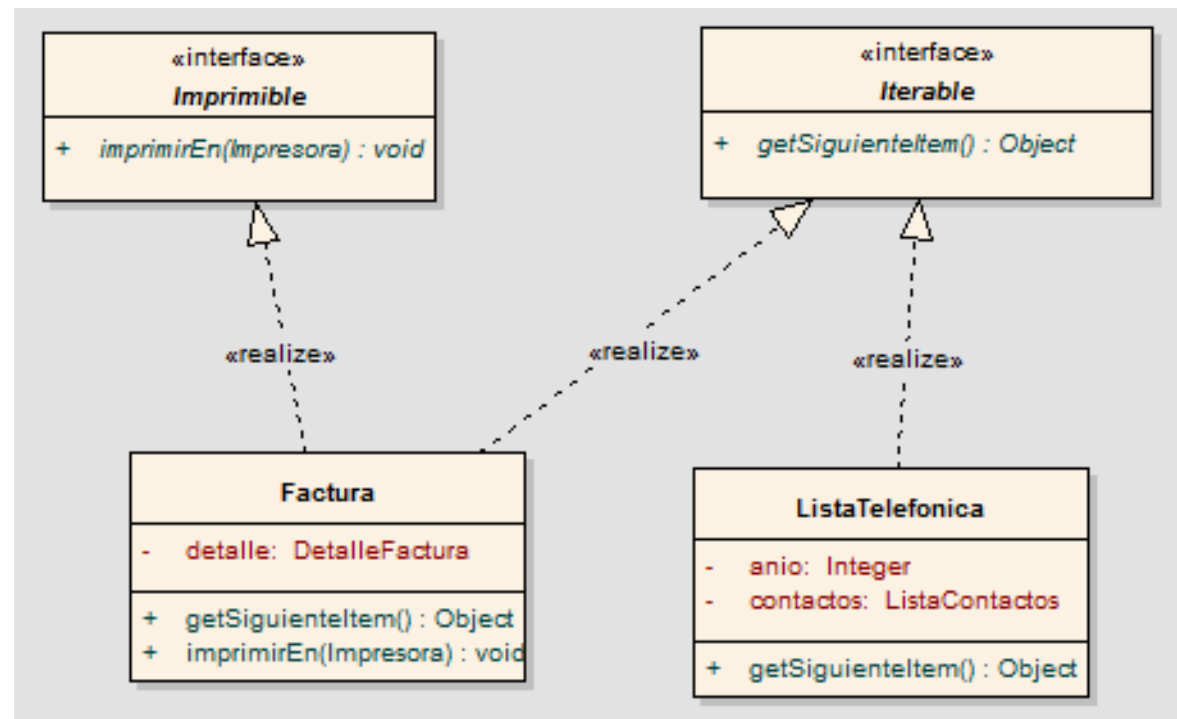 «interface»
Imprimible
+ imprimirEn(Impresora) : void
«interface»
Iterable
+ getSiguienteItem() : Object
«realize»
«realize»
«realize»
Factura
- detalle: DetalleFactura
+ getSiguienteItem() : Object
+ imprimirEn(Impresora) : void
ListaTelefonica
- anio: Integer
- contactos: ListaContactos
+ getSiguienteItem() : Object